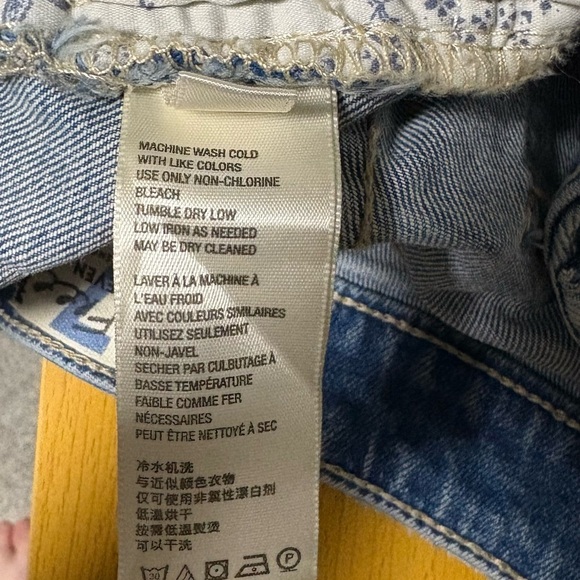 MACHINE WASH COLD
WITH LIKE COLORS
USE ONLY NON-CHLORINE
BLEACH
TUMBLE DRY LOW
LOW IRON AS NEEDED
MAY BE DRY CLEANED
LAVER À LA MACHINE À
L'EAU FROID
AVEC COULEURS SIMILAIRES
UTILISEZ SEULEMENT
NON-JAVEL
SÉCHER PAR CULBUTAGE À
BASSE TEMPÉRATURE
FAIBLE COMME FER
NÉCESSAIRES
PEUT ÊTRE NETTOYÉ À SEC
冷水机洗
与近似颜色衣物
仅可使用非氯性漂白剂
低温烘干
按需低温熨烫
可以干洗
30 P